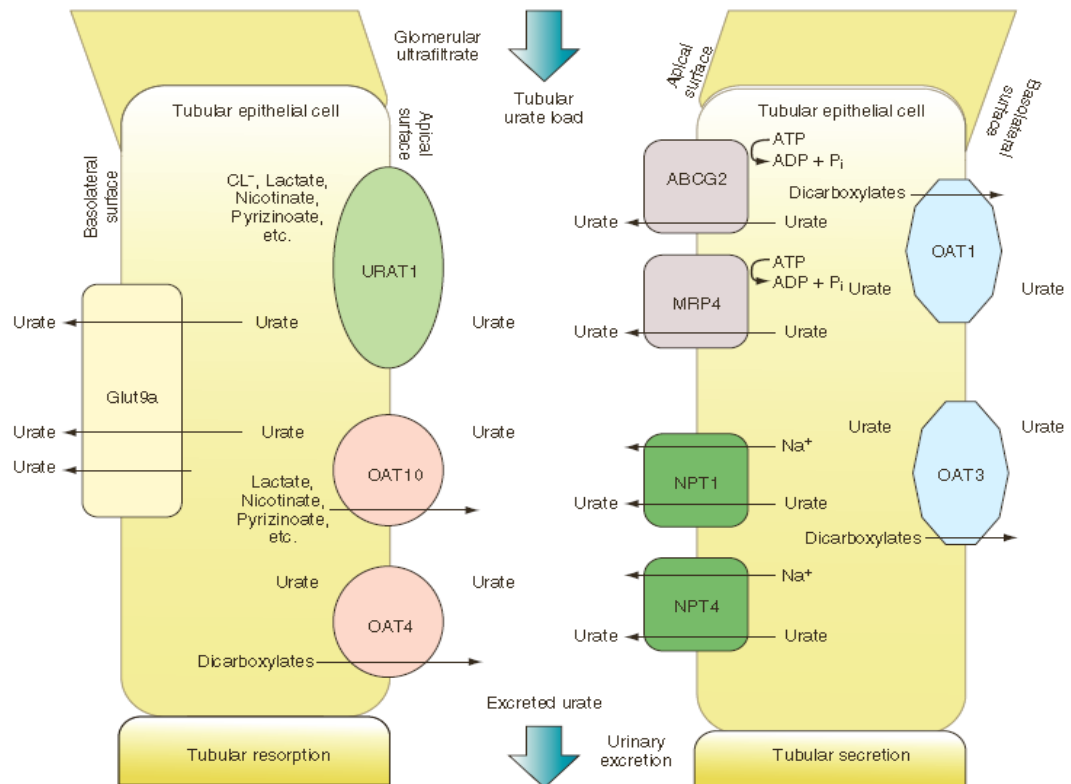 Glomerular
ultrafiltrate
Tubular
urate load
Tubular epithelial cell
Basolateral
surface
Apical
surface
CL⁻, Lactate,
Nicotinate,
Pyrizinoate,
etc.
URAT1
Urate
Urate
Urate
Glut9a
Urate
Urate
Urate
Urate
OAT10
Lactate,
Nicotinate,
Pyrizinoate,
etc.
Urate
Urate
OAT4
Dicarboxylates
Tubular resorption
Excreted urate
Urinary
excretion
Apical
surface
Tubular epithelial cell
Basolateral
surface
ABCG2
ATP
ADP + Pᵢ
Dicarboxylates
Urate
Urate
OAT1
MRP4
ATP
ADP + Pᵢ
Urate
Urate
Urate
Urate
Urate
Urate
Na⁺
NPT1
OAT3
Urate
Urate
Dicarboxylates
Na⁺
NPT4
Urate
Urate
Tubular secretion